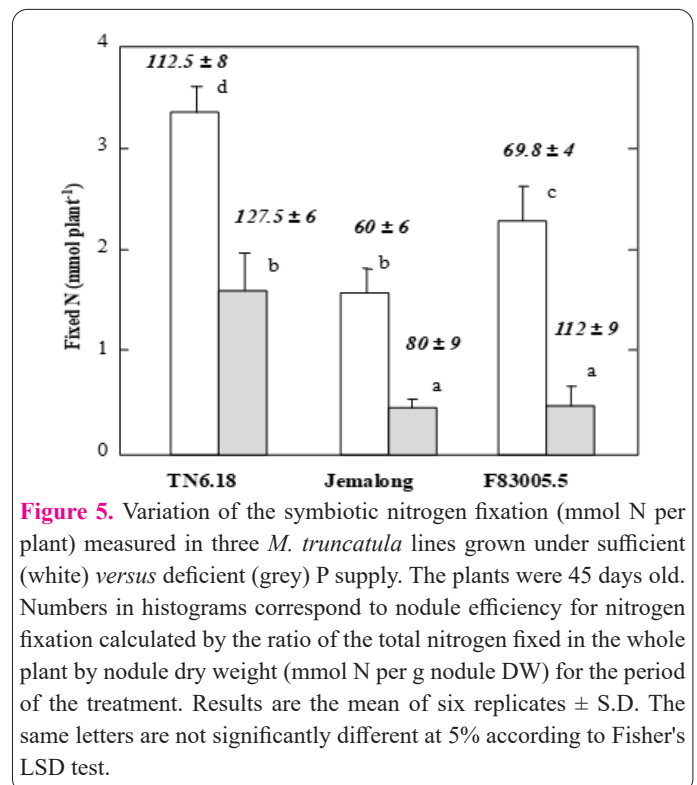 4
112.5 ± 8
d
3
69.8 ± 4
c
127.5 ± 6
60 ± 6
2
b
b
112 ± 9
80 ± 9
1
a
a
0
Fixed N (mmol plant-1)
TN6.18 Jemalong F83005.5
Figure 5. Variation of the symbiotic nitrogen fixation (mmol N per
plant) measured in three M. truncatula lines grown under sufficient
(white) versus deficient (grey) P supply. The plants were 45 days old.
Numbers in histograms correspond to nodule efficiency for nitrogen
fixation calculated by the ratio of the total nitrogen fixed in the whole
plant by nodule dry weight (mmol N per g nodule DW) for the period
of the treatment. Results are the mean of six replicates ± S.D. The
same letters are not significantly different at 5% according to Fisher's
LSD test.